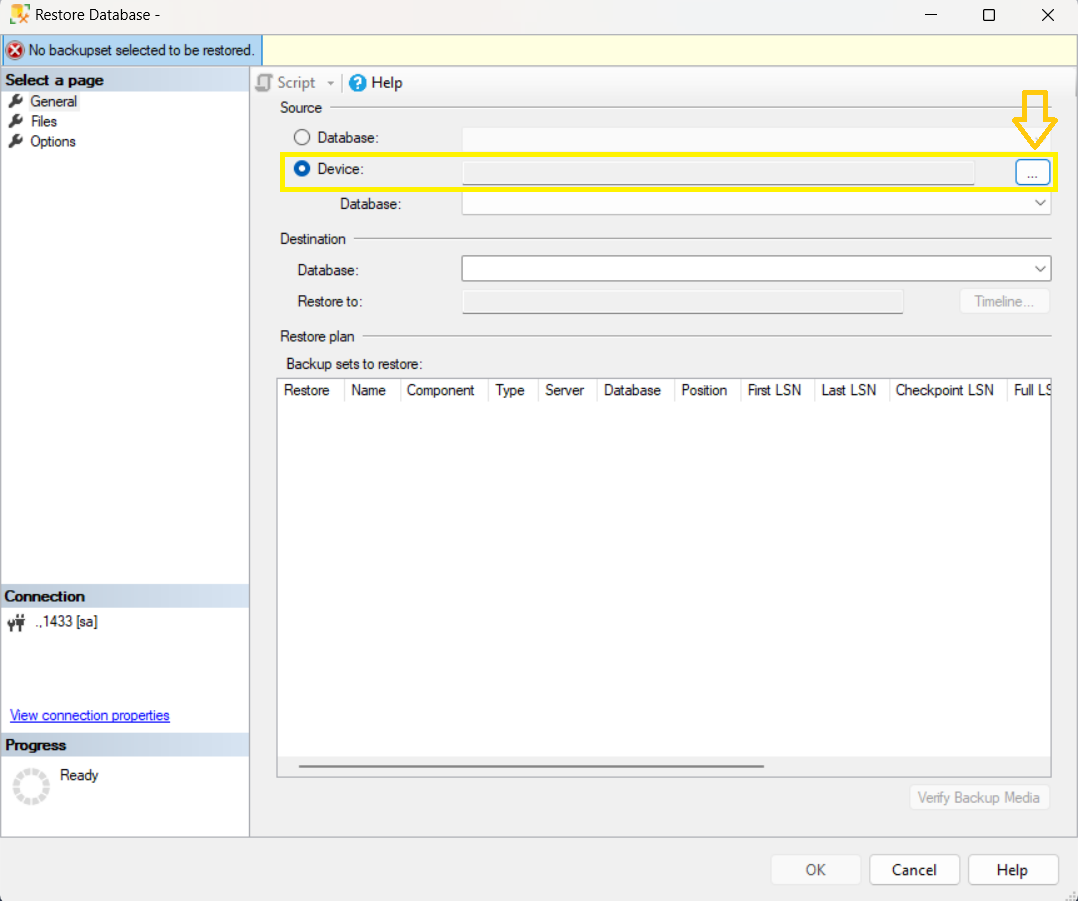 Restore Database -
No backupset selected to be restored.
Select a page
General
Files
Options
Script
Help
Source
Database:
Device:
...
Database:
Destination
Database:
Restore to:
Timeline...
Restore plan
Backup sets to restore:
Restore Name Component Type Server Database Position First LSN Last LSN Checkpoint LSN Full LS
Connection
.,1433 [sa]
View connection properties
Progress
Ready
Verify Backup Media
OK Cancel Help